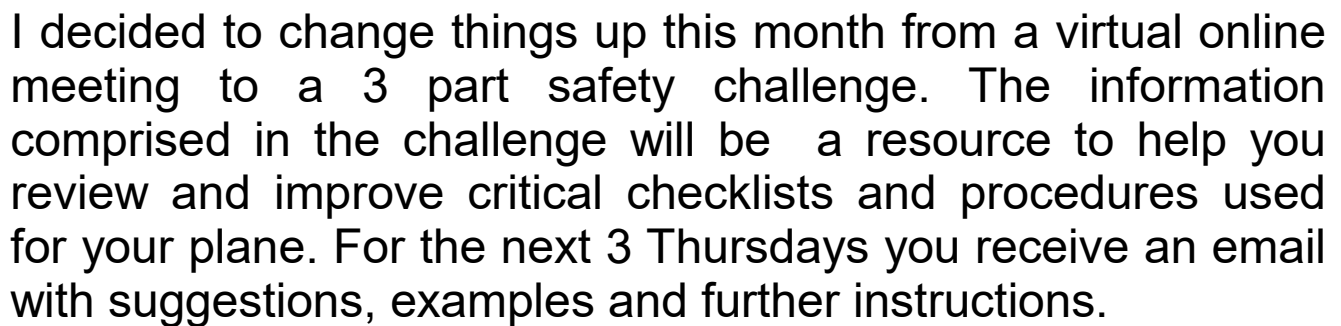 I decided to change things up this month from a virtual online
meeting to a 3 part safety challenge. The information
comprised in the challenge will be  a resource to help you
review and improve critical checklists and procedures used
for your plane. For the next 3 Thursdays you receive an email
with suggestions, examples and further instructions.